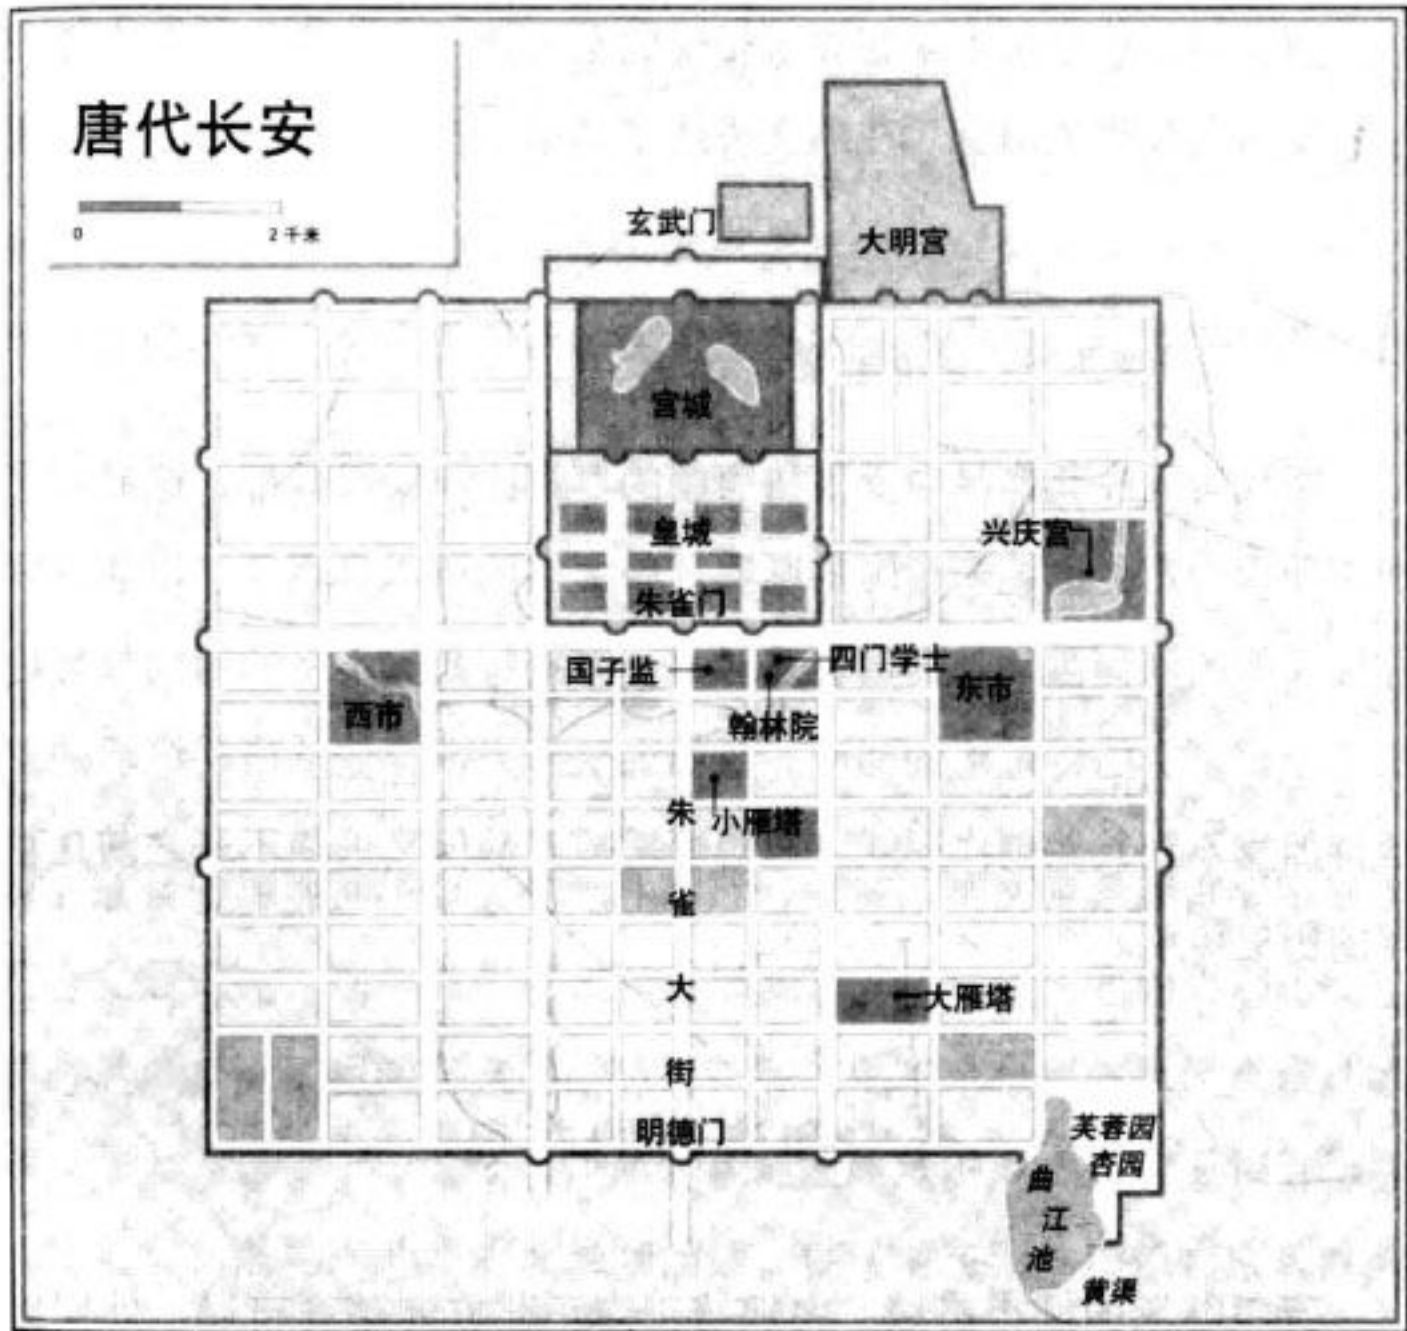 唐代长安
0 2千米
玄武门
大明宫
宫城
皇城
兴庆宫
朱雀门
国子监
四门学士
西市
东市
翰林院
朱雀大街
小雁塔
大雁塔
明德门
芙蓉园
杏园
曲江池
黄渠